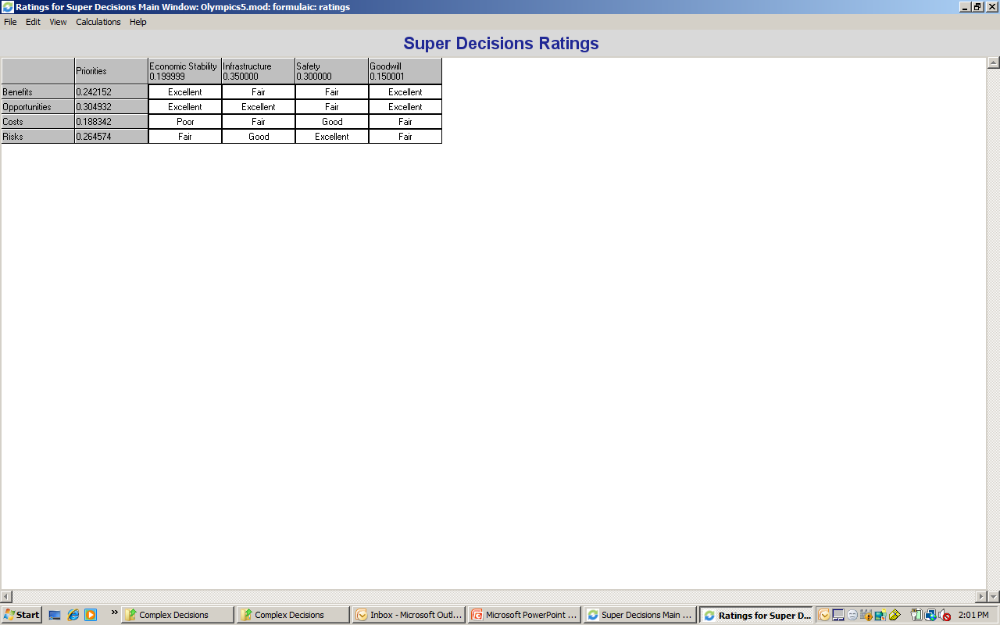 Ratings for Super Decisions Main Window: Olympics5.mod: formulaic: ratings
File Edit View Calculations Help
Super Decisions Ratings
Priorities Economic Stability Infrastructure Safety Goodwill
0.199999 0.350000 0.300000 0.150001
Benefits 0.242152 Excellent Fair Fair Excellent
Opportunities 0.304932 Excellent Excellent Fair Excellent
Costs 0.188342 Poor Fair Good Fair
Risks 0.264574 Fair Good Excellent Fair
Start » Complex Decisions Complex Decisions Inbox - Microsoft Outl... Microsoft PowerPoint ... Super Decisions Main ... Ratings for Super D... 2:01 PM